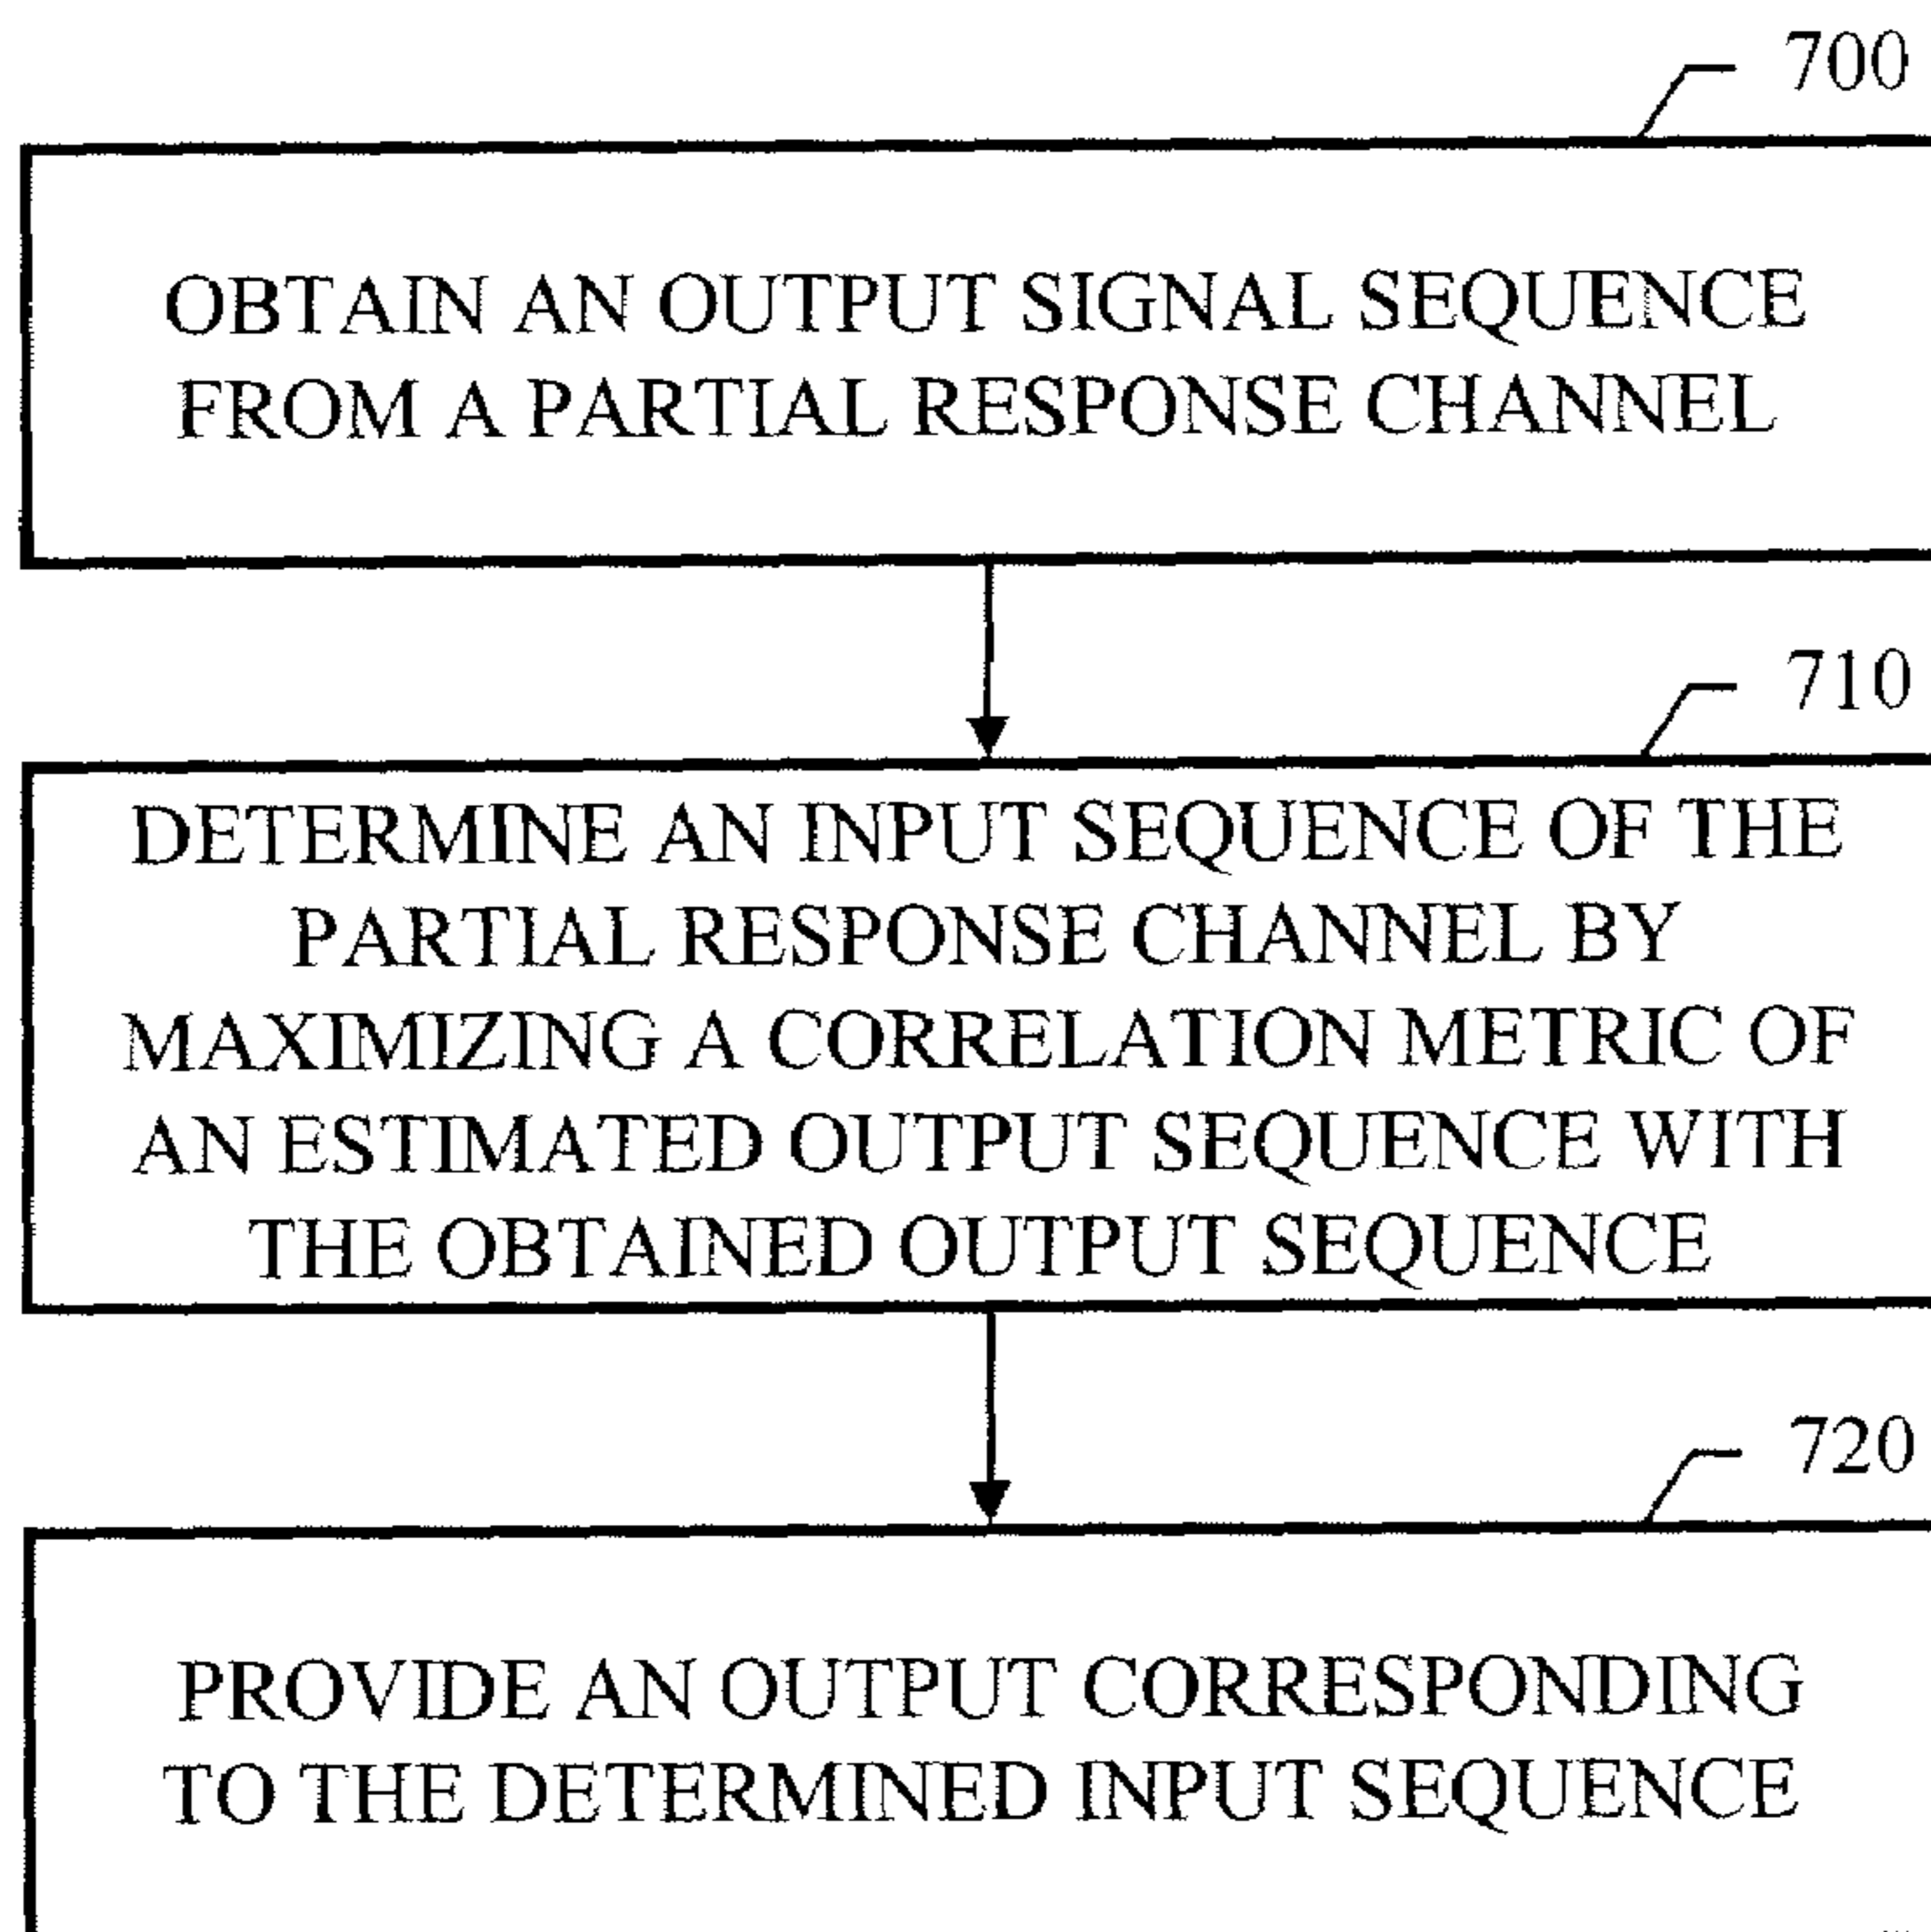 700
OBTAIN AN OUTPUT SIGNAL SEQUENCE
FROM A PARTIAL RESPONSE CHANNEL
710
DETERMINE AN INPUT SEQUENCE OF THE
PARTIAL RESPONSE CHANNEL BY
MAXIMIZING A CORRELATION METRIC OF
AN ESTIMATED OUTPUT SEQUENCE WITH
THE OBTAINED OUTPUT SEQUENCE
720
PROVIDE AN OUTPUT CORRESPONDING
TO THE DETERMINED INPUT SEQUENCE